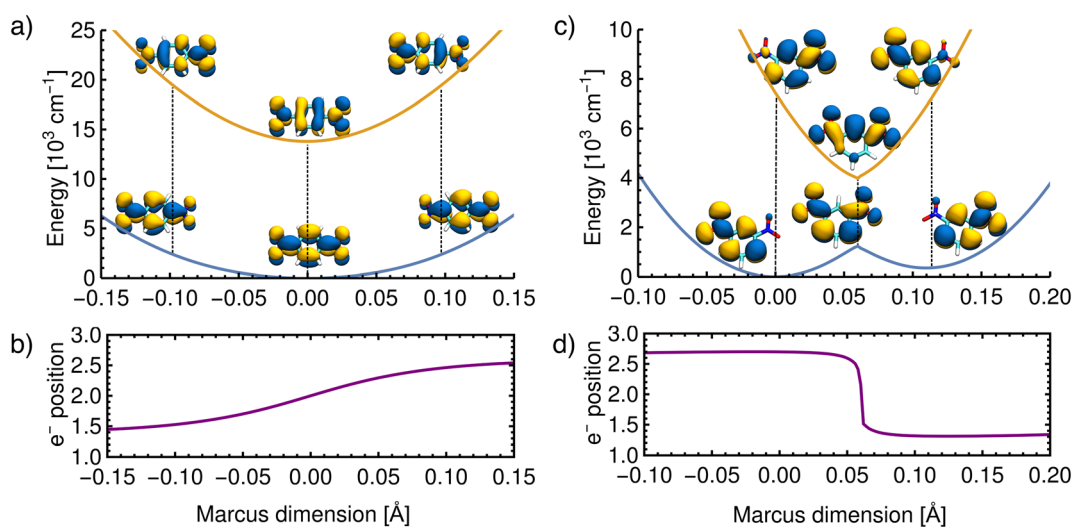 a)
Energy [10³ cm⁻¹]
25
20
15
10
5
0
−0.15 −0.10 −0.05 0.00 0.05 0.10 0.15
b)
e⁻ position
3.0
2.5
2.0
1.5
1.0
−0.15 −0.10 −0.05 0.00 0.05 0.10 0.15
Marcus dimension [Å]
c)
Energy [10³ cm⁻¹]
10
8
6
4
2
0
−0.10 −0.05 0.00 0.05 0.10 0.15 0.20
d)
e⁻ position
3.0
2.5
2.0
1.5
1.0
−0.10 −0.05 0.00 0.05 0.10 0.15 0.20
Marcus dimension [Å]